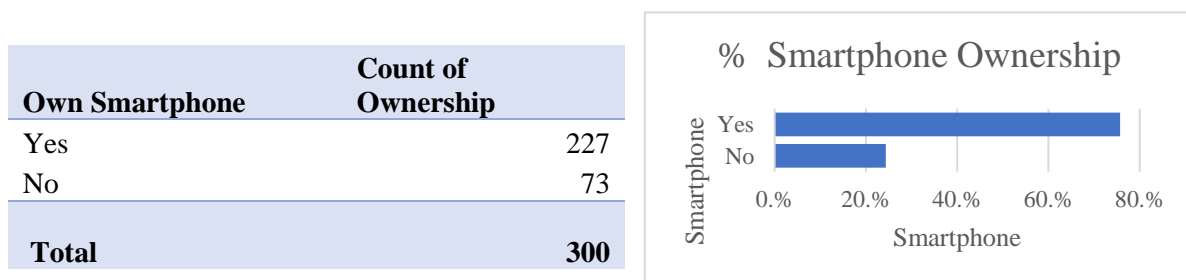 Own Smartphone Count of Ownership
Yes 227
No 73
Total 300
% Smartphone Ownership
Smartphone
Yes
No
0.% 20.% 40.% 60.% 80.%
Smartphone